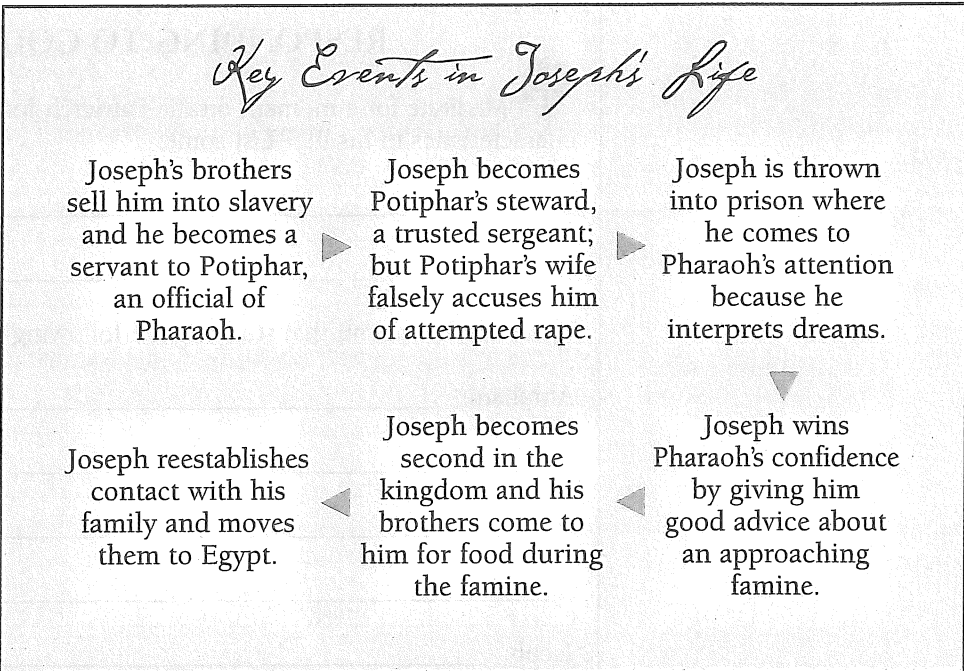 Key Events in Joseph's Life
Joseph's brothers
sell him into slavery
and he becomes a
servant to Potiphar,
an official of
Pharaoh.
Joseph becomes
Potiphar's steward,
a trusted sergeant;
but Potiphar's wife
falsely accuses him
of attempted rape.
Joseph is thrown
into prison where
he comes to
Pharaoh's attention
because he
interprets dreams.
Joseph wins
Pharaoh's confidence
by giving him
good advice about
an approaching
famine.
Joseph becomes
second in the
kingdom and his
brothers come to
him for food during
the famine.
Joseph reestablishes
contact with his
family and moves
them to Egypt.